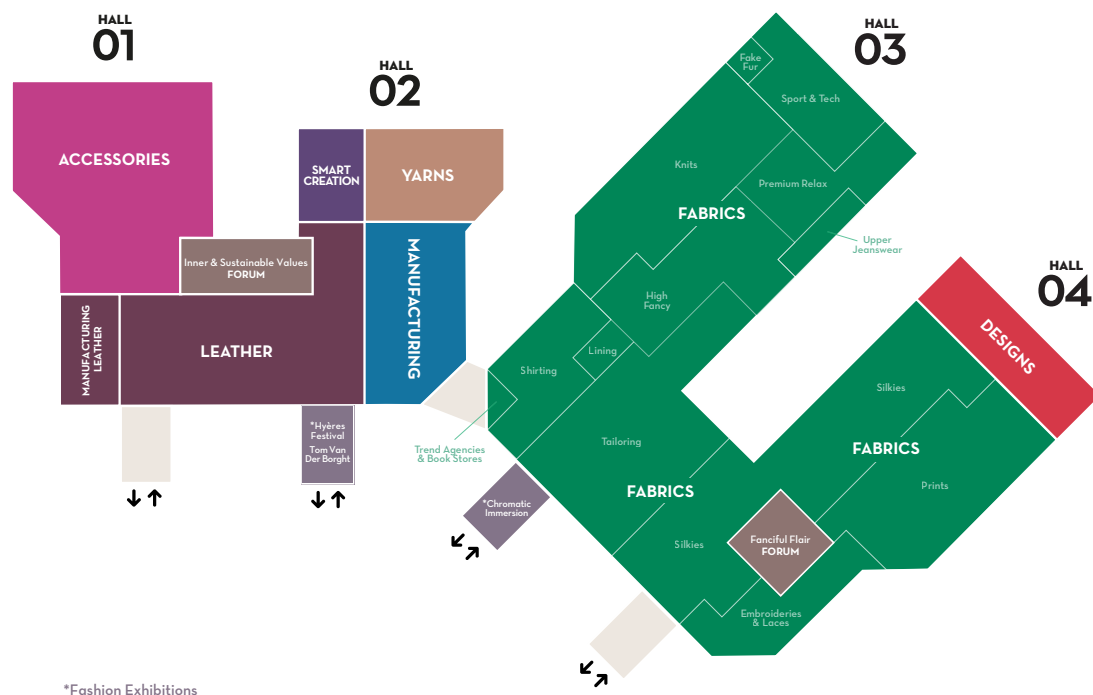 HALL
01
HALL
02
HALL
03
HALL
04
ACCESSORIES
Inner & Sustainable Values
FORUM
MANUFACTURING
LEATHER
LEATHER
SMART
CREATION
YARNS
MANUFACTURING
*Hyères
Festival
Tom Van
Der Borght
Fake
Fur
Sport & Tech
Knits
Premium Relax
FABRICS
Upper
Jeanswear
High
Fancy
Lining
Shirting
Trend Agencies
& Book Stores
Tailoring
FABRICS
*Chromatic
Immersion
Silkies
Fanciful Flair
FORUM
Embroideries
& Laces
DESIGNS
Silkies
FABRICS
Prints
*Fashion Exhibitions